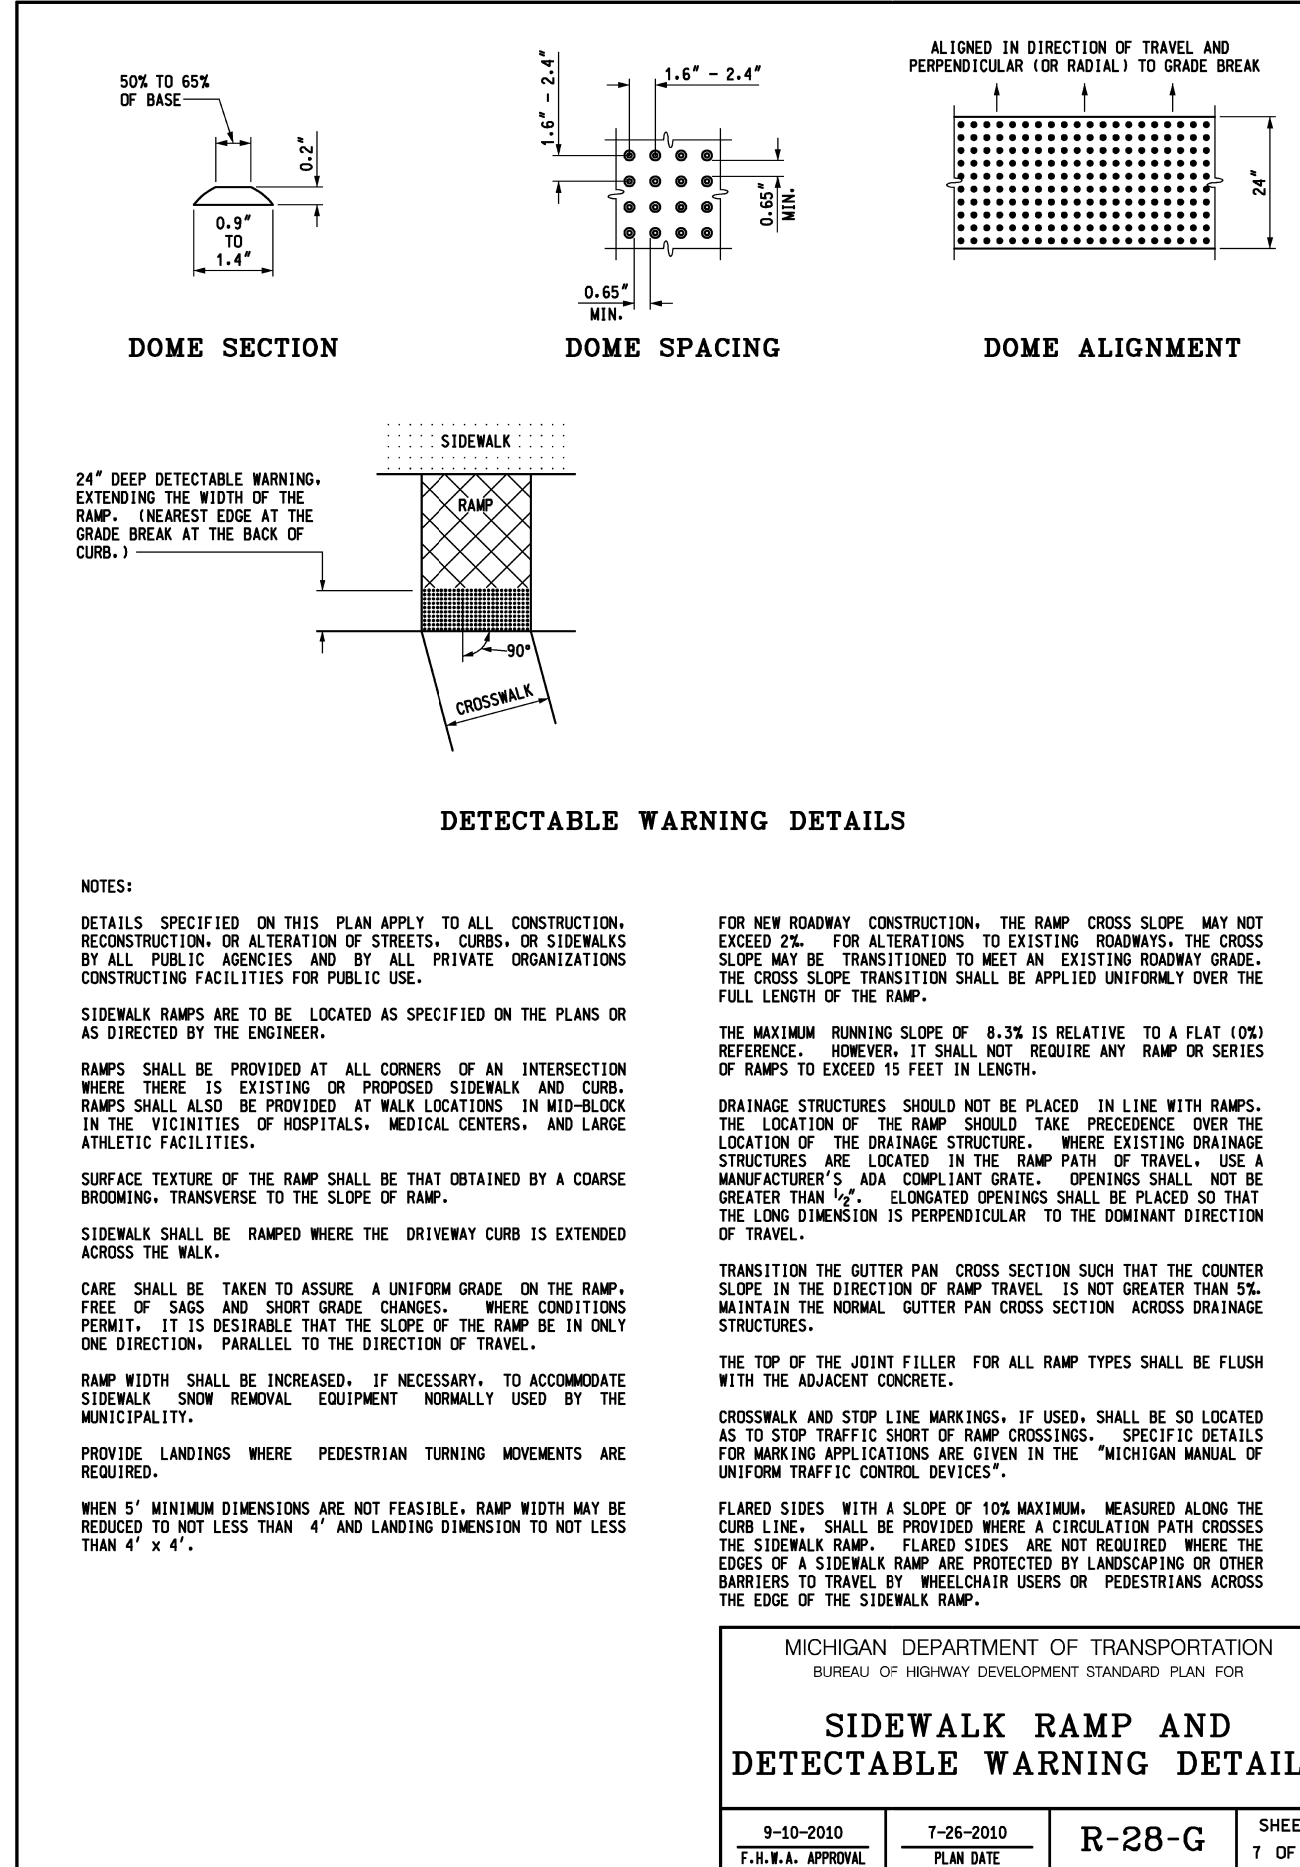 50% TO 65%
OF BASE
0.2"
0.9"
TO
1.4"
DOME SECTION
1.6" - 2.4"
1.6" - 2.4"
0.65"
MIN.
0.65"
MIN.
DOME SPACING
ALIGNED IN DIRECTION OF TRAVEL AND
PERPENDICULAR (OR RADIAL) TO GRADE BREAK
24"
DOME ALIGNMENT
SIDEWALK
24" DEEP DETECTABLE WARNING,
EXTENDING THE WIDTH OF THE
RAMP. (NEAREST EDGE AT THE
GRADE BREAK AT THE BACK OF
CURB.)
RAMP
90°
CROSSWALK
DETECTABLE WARNING DETAILS
NOTES:
DETAILS SPECIFIED ON THIS PLAN APPLY TO ALL CONSTRUCTION,
RECONSTRUCTION, OR ALTERATION OF STREETS, CURBS, OR SIDEWALKS
BY ALL PUBLIC AGENCIES AND BY ALL PRIVATE ORGANIZATIONS
CONSTRUCTING FACILITIES FOR PUBLIC USE.
SIDEWALK RAMPS ARE TO BE LOCATED AS SPECIFIED ON THE PLANS OR
AS DIRECTED BY THE ENGINEER.
RAMPS SHALL BE PROVIDED AT ALL CORNERS OF AN INTERSECTION
WHERE THERE IS EXISTING OR PROPOSED SIDEWALK AND CURB.
RAMPS SHALL ALSO BE PROVIDED AT WALK LOCATIONS IN MID-BLOCK
IN THE VICINITIES OF HOSPITALS, MEDICAL CENTERS, AND LARGE
ATHLETIC FACILITIES.
SURFACE TEXTURE OF THE RAMP SHALL BE THAT OBTAINED BY A COARSE
BROOMING, TRANSVERSE TO THE SLOPE OF RAMP.
SIDEWALK SHALL BE RAMPED WHERE THE DRIVEWAY CURB IS EXTENDED
ACROSS THE WALK.
CARE SHALL BE TAKEN TO ASSURE A UNIFORM GRADE ON THE RAMP,
FREE OF SAGS AND SHORT GRADE CHANGES. WHERE CONDITIONS
PERMIT, IT IS DESIRABLE THAT THE SLOPE OF THE RAMP BE IN ONLY
ONE DIRECTION, PARALLEL TO THE DIRECTION OF TRAVEL.
RAMP WIDTH SHALL BE INCREASED, IF NECESSARY, TO ACCOMMODATE
SIDEWALK SNOW REMOVAL EQUIPMENT NORMALLY USED BY THE
MUNICIPALITY.
PROVIDE LANDINGS WHERE PEDESTRIAN TURNING MOVEMENTS ARE
REQUIRED.
WHEN 5' MINIMUM DIMENSIONS ARE NOT FEASIBLE, RAMP WIDTH MAY BE
REDUCED TO NOT LESS THAN 4' AND LANDING DIMENSION TO NOT LESS
THAN 4' x 4'.
FOR NEW ROADWAY CONSTRUCTION, THE RAMP CROSS SLOPE MAY NOT
EXCEED 2%. FOR ALTERATIONS TO EXISTING ROADWAYS, THE CROSS
SLOPE MAY BE TRANSITIONED TO MEET AN EXISTING ROADWAY GRADE.
THE CROSS SLOPE TRANSITION SHALL BE APPLIED UNIFORMLY OVER THE
FULL LENGTH OF THE RAMP.
THE MAXIMUM RUNNING SLOPE OF 8.3% IS RELATIVE TO A FLAT (0%)
REFERENCE. HOWEVER, IT SHALL NOT REQUIRE ANY RAMP OR SERIES
OF RAMPS TO EXCEED 15 FEET IN LENGTH.
DRAINAGE STRUCTURES SHOULD NOT BE PLACED IN LINE WITH RAMPS.
THE LOCATION OF THE RAMP SHOULD TAKE PRECEDENCE OVER THE
LOCATION OF THE DRAINAGE STRUCTURE. WHERE EXISTING DRAINAGE
STRUCTURES ARE LOCATED IN THE RAMP PATH OF TRAVEL, USE A
MANUFACTURER'S ADA COMPLIANT GRATE. OPENINGS SHALL NOT BE
GREATER THAN 1/2". ELONGATED OPENINGS SHALL BE PLACED SO THAT
THE LONG DIMENSION IS PERPENDICULAR TO THE DOMINANT DIRECTION
OF TRAVEL.
TRANSITION THE GUTTER PAN CROSS SECTION SUCH THAT THE COUNTER
SLOPE IN THE DIRECTION OF RAMP TRAVEL IS NOT GREATER THAN 5%.
MAINTAIN THE NORMAL GUTTER PAN CROSS SECTION ACROSS DRAINAGE
STRUCTURES.
THE TOP OF THE JOINT FILLER FOR ALL RAMP TYPES SHALL BE FLUSH
WITH THE ADJACENT CONCRETE.
CROSSWALK AND STOP LINE MARKINGS, IF USED, SHALL BE SO LOCATED
AS TO STOP TRAFFIC SHORT OF RAMP CROSSINGS. SPECIFIC DETAILS
FOR MARKING APPLICATIONS ARE GIVEN IN THE "MICHIGAN MANUAL OF
UNIFORM TRAFFIC CONTROL DEVICES".
FLARED SIDES WITH A SLOPE OF 10% MAXIMUM, MEASURED ALONG THE
CURB LINE, SHALL BE PROVIDED WHERE A CIRCULATION PATH CROSSES
THE SIDEWALK RAMP. FLARED SIDES ARE NOT REQUIRED WHERE THE
EDGES OF A SIDEWALK RAMP ARE PROTECTED BY LANDSCAPING OR OTHER
BARRIERS TO TRAVEL BY WHEELCHAIR USERS OR PEDESTRIANS ACROSS
THE EDGE OF THE SIDEWALK RAMP.
MICHIGAN DEPARTMENT OF TRANSPORTATION
BUREAU OF HIGHWAY DEVELOPMENT STANDARD PLAN FOR
SIDEWALK RAMP AND
DETECTABLE WARNING DETAIL
9-10-2010
F.H.W.A. APPROVAL
7-26-2010
PLAN DATE
R-28-G
SHEE
7 OF